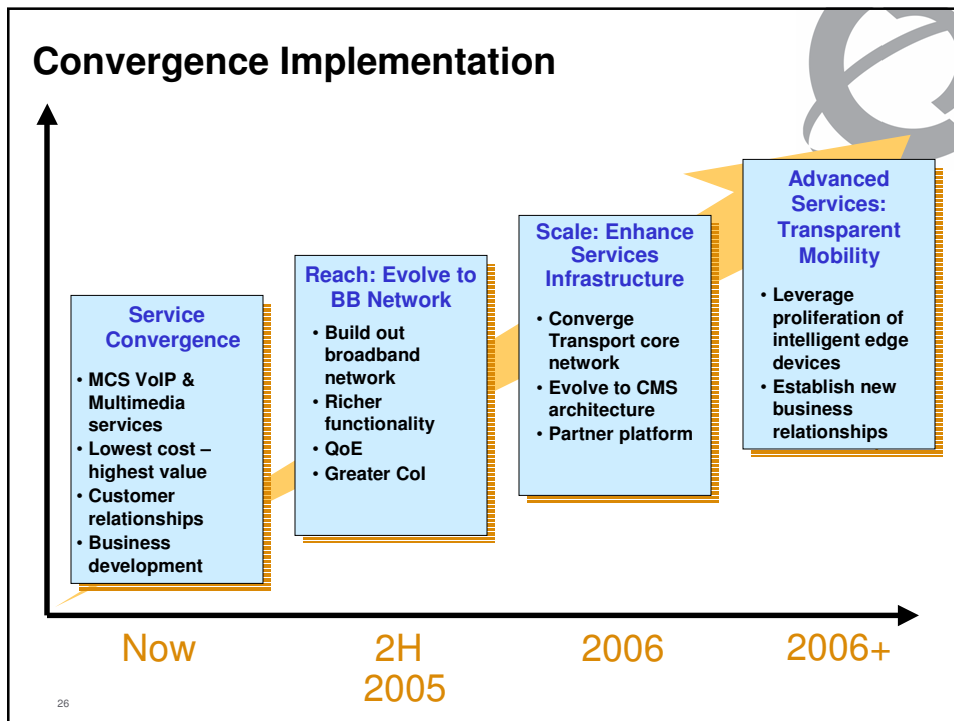 Convergence Implementation
Service
Convergence
• MCS VoIP &
Multimedia
services
• Lowest cost –
highest value
• Customer
relationships
• Business
development
Reach: Evolve to
BB Network
• Build out
broadband
network
• Richer
functionality
• QoE
• Greater CoI
Scale: Enhance
Services
Infrastructure
• Converge
Transport core
network
• Evolve to CMS
architecture
• Partner platform
Advanced
Services:
Transparent
Mobility
• Leverage
proliferation of
intelligent edge
devices
• Establish new
business
relationships
Now
2H
2005
2006
2006+
26